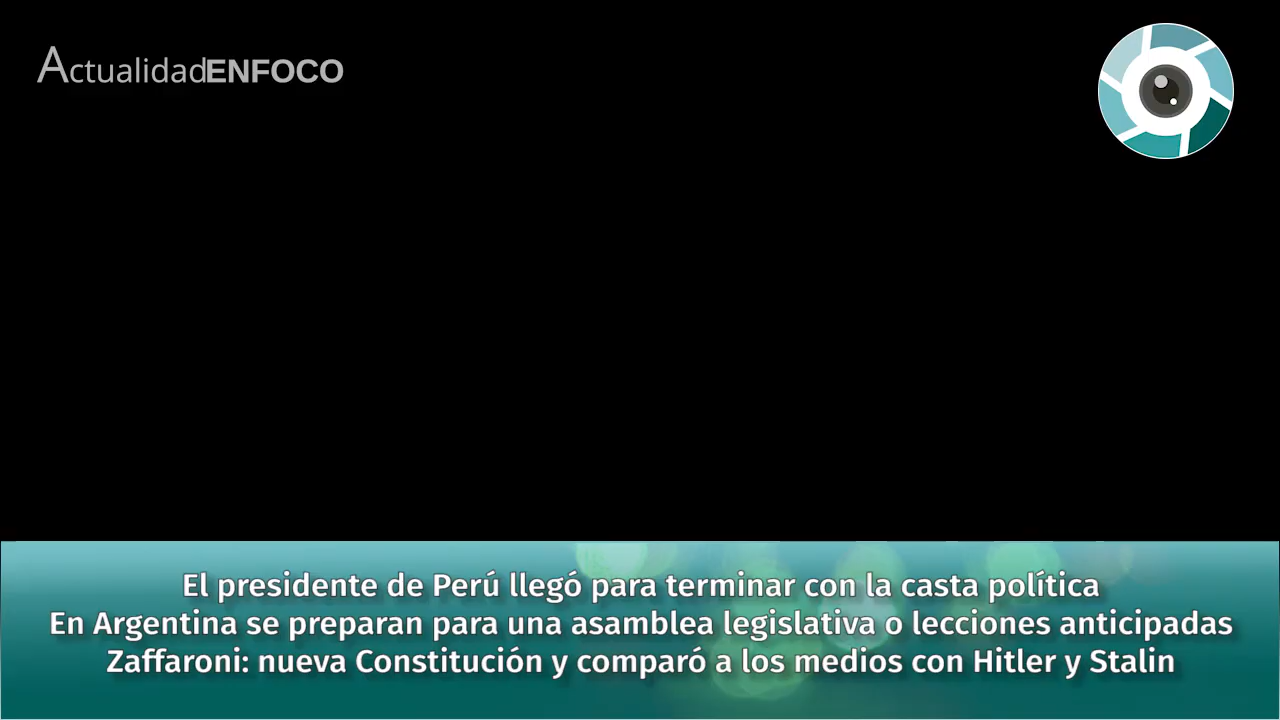 ActualidadENFOCO
El presidente de Perú llegó para terminar con la casta política
En Argentina se preparan para una asamblea legislativa o lecciones anticipadas
Zaffaroni: nueva Constitución y comparó a los medios con Hitler y Stalin